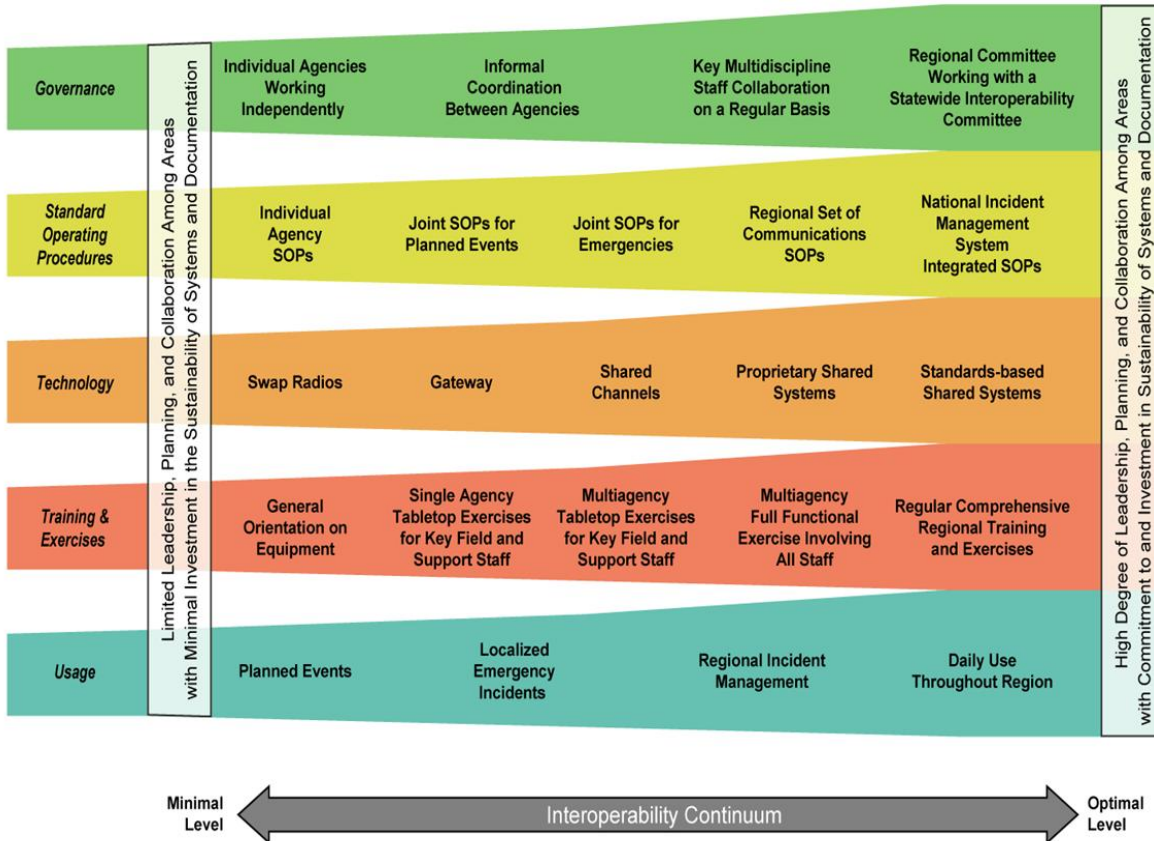 Governance
Individual Agencies
Working
Independently
Informal
Coordination
Between Agencies
Key Multidiscipline
Staff Collaboration
on a Regular Basis
Regional Committee
Working with a
Statewide Interoperability
Committee
Standard
Operating
Procedures
Individual
Agency
SOPs
Joint SOPs for
Planned Events
Joint SOPs for
Emergencies
Regional Set of
Communications
SOPs
National Incident
Management
System
Integrated SOPs
Technology
Swap Radios
Gateway
Shared
Channels
Proprietary Shared
Systems
Standards-based
Shared Systems
Training &
Exercises
General
Orientation on
Equipment
Single Agency
Tabletop Exercises
for Key Field and
Support Staff
Multiagency
Tabletop Exercises
for Key Field and
Support Staff
Multiagency
Full Functional
Exercise Involving
All Staff
Regular Comprehensive
Regional Training
and Exercises
Usage
Planned Events
Localized
Emergency
Incidents
Regional Incident
Management
Daily Use
Throughout Region
Limited Leadership, Planning, and Collaboration Among Areas
with Minimal Investment in the Sustainability of Systems and Documentation
High Degree of Leadership, Planning, and Collaboration Among Areas
with Commitment to and Investment in Sustainability of Systems and Documentation
Minimal
Level
Interoperability Continuum
Optimal
Level